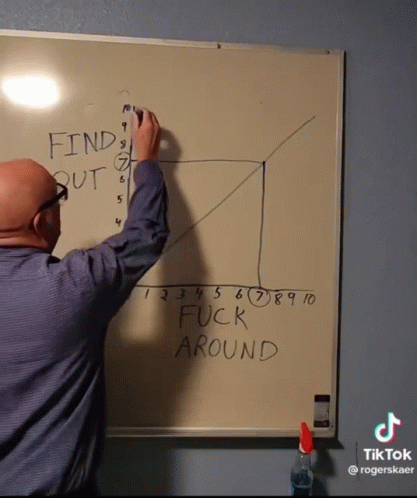 10
9
FIND 8
7
OUT 6
5
4
1 2 3 4 5 6 7 8 9 10
FUCK
AROUND
TikTok
@rogerskaer